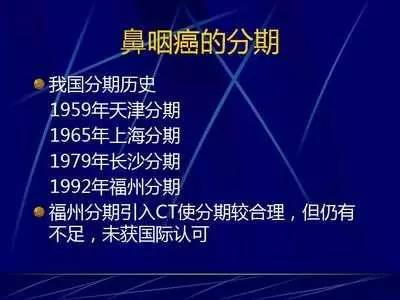 鼻咽癌的分期
我国分期历史
1959年天津分期
1965年上海分期
1979年长沙分期
1992年福州分期
福州分期引入CT使分期较合理，但仍有
不足，未获国际认可